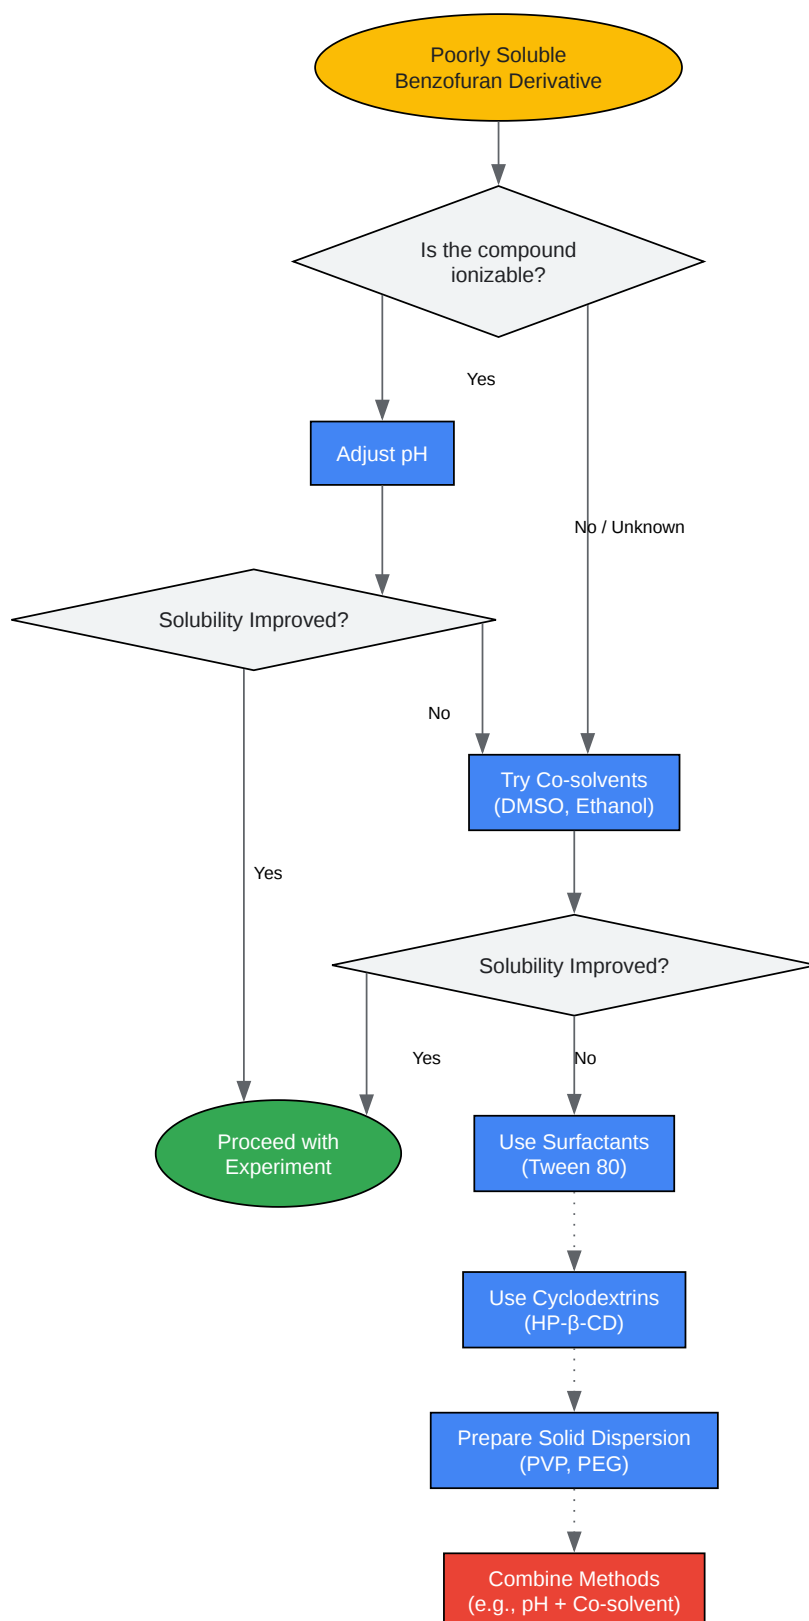 Poorly Soluble
Benzofuran Derivative
Is the compound
ionizable?
Yes
Adjust pH
No / Unknown
Solubility Improved?
No
Try Co-solvents
(DMSO, Ethanol)
Yes
Solubility Improved?
Yes
No
Proceed with
Experiment
Use Surfactants
(Tween 80)
Use Cyclodextrins
(HP-β-CD)
Prepare Solid Dispersion
(PVP, PEG)
Combine Methods
(e.g., pH + Co-solvent)